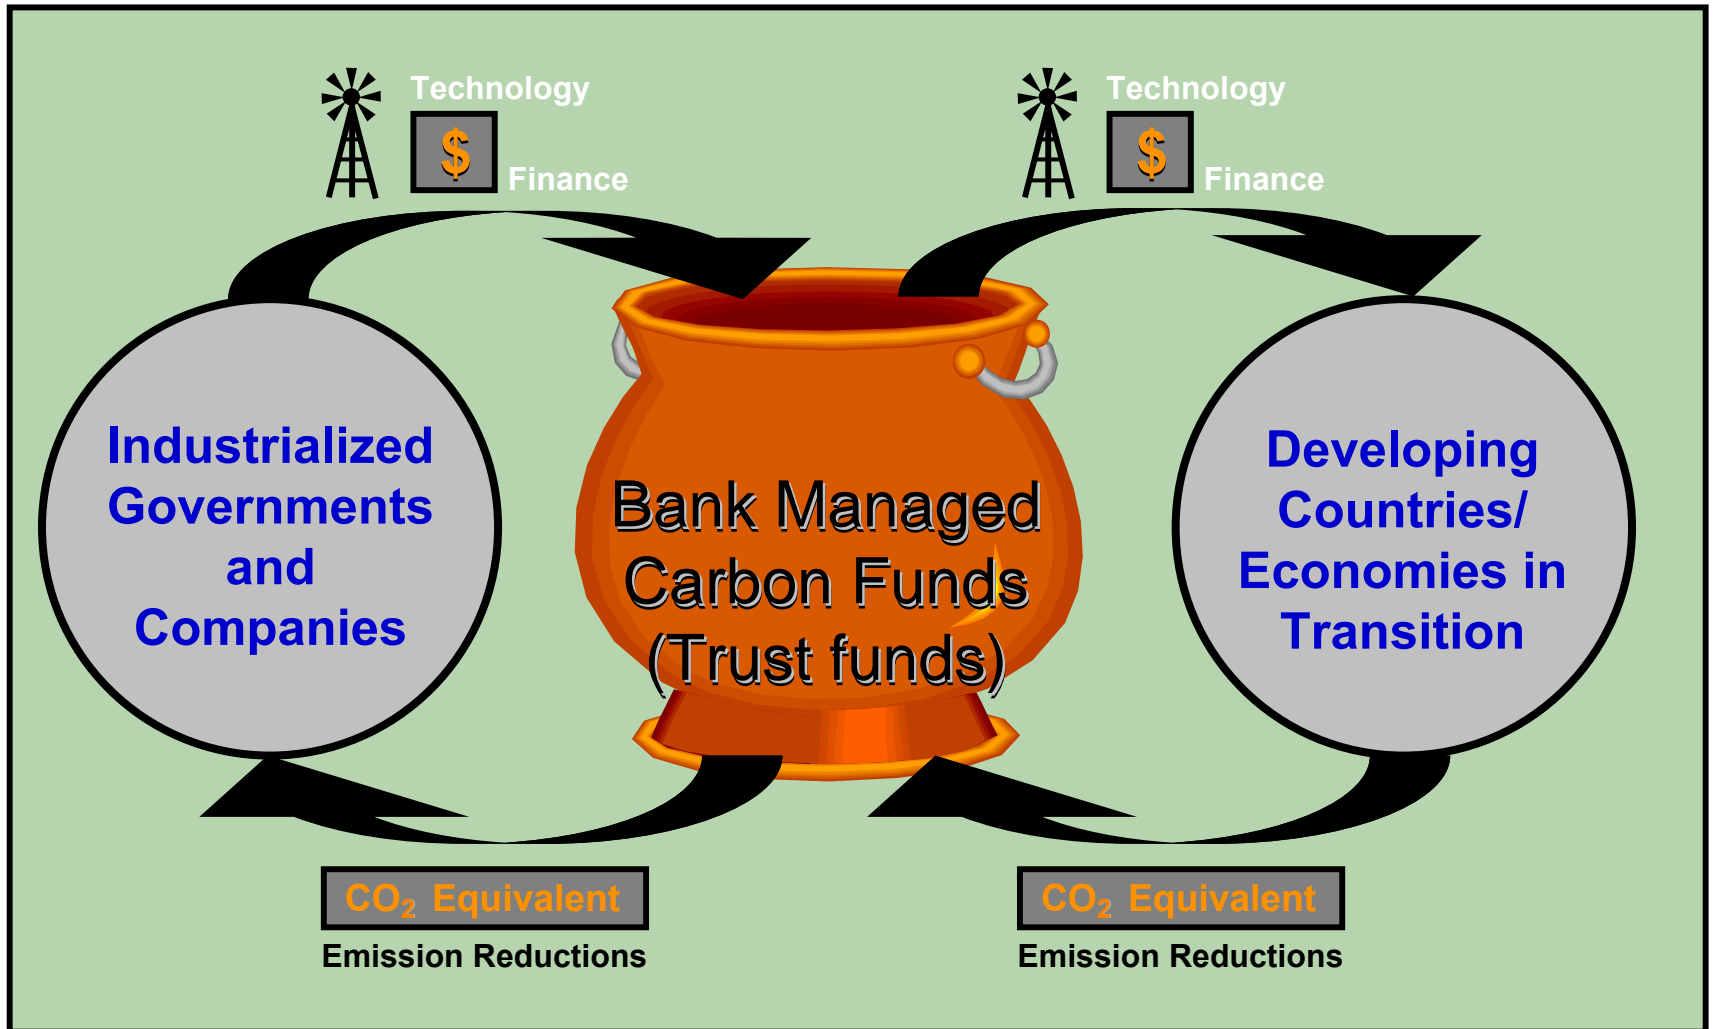 Technology
$
Finance
Technology
$
Finance
Industrialized
Governments
and
Companies
Bank Managed
Carbon Funds
(Trust funds)
Developing
Countries/
Economies in
Transition
CO₂ Equivalent
Emission Reductions
CO₂ Equivalent
Emission Reductions